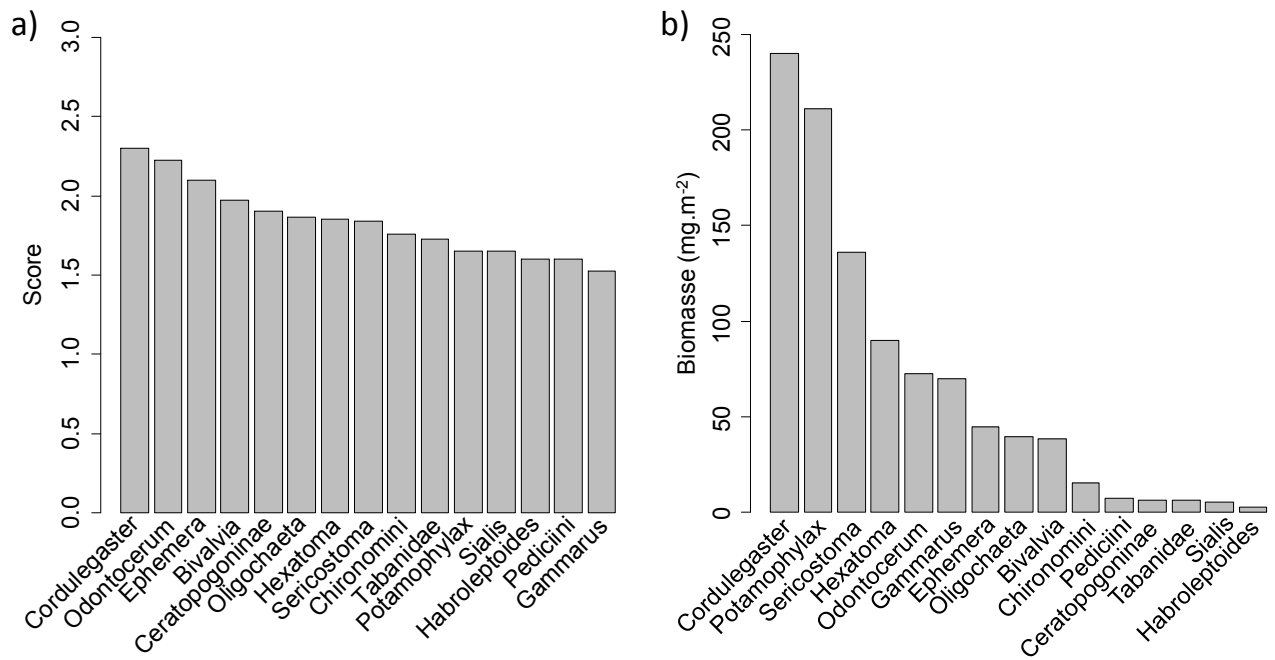 a)
Score
3.0
2.5
2.0
1.5
1.0
0.5
0.0
Cordulegaster
Odontocerum
Ephemera
Bivalvia
Ceratopogoninae
Oligochaeta
Hexatoma
Sericostoma
Chironomini
Tabanidae
Potamophylax
Sialis
Habroleptoides
Pediciini
Gammarus
b)
Biomasse (mg.m-2)
250
200
150
100
50
0
Cordulegaster
Potamophylax
Sericostoma
Hexatoma
Odontocerum
Gammarus
Ephemera
Oligochaeta
Bivalvia
Chironomini
Pediciini
Ceratopogoninae
Tabanidae
Sialis
Habroleptoides